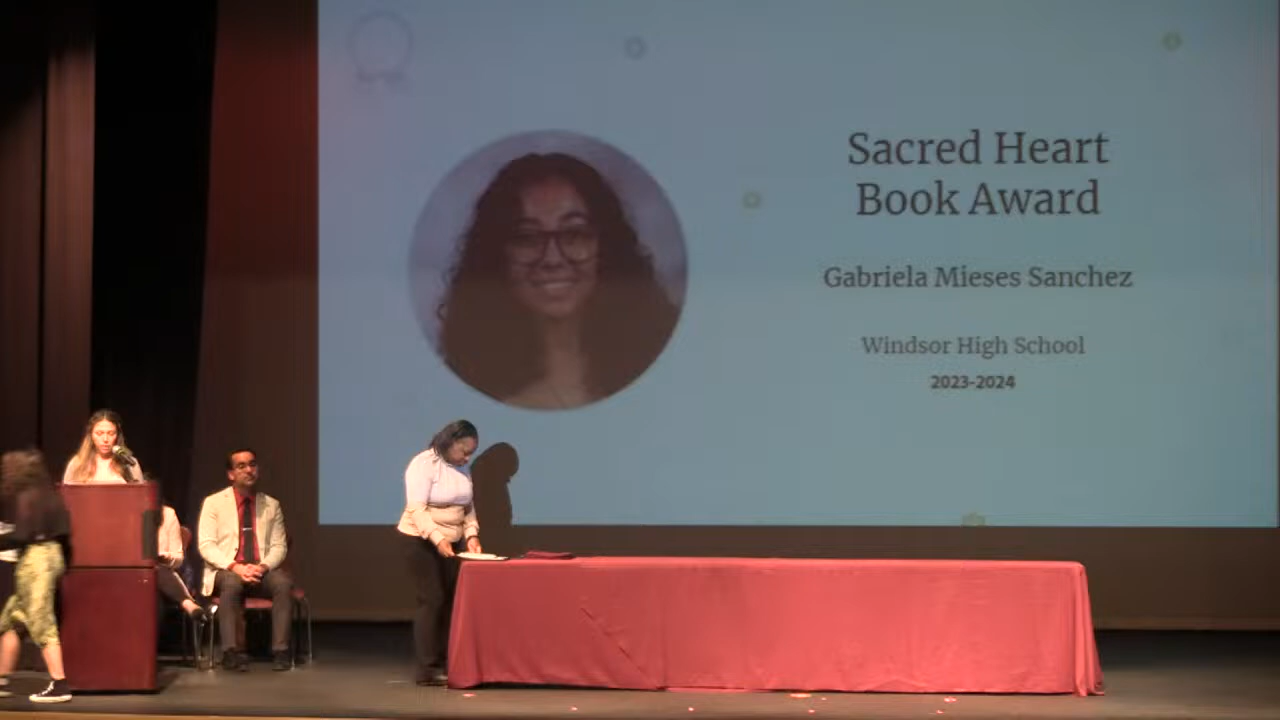 Sacred Heart
Book Award
Gabriela Mieses Sanchez
Windsor High School
2023-2024